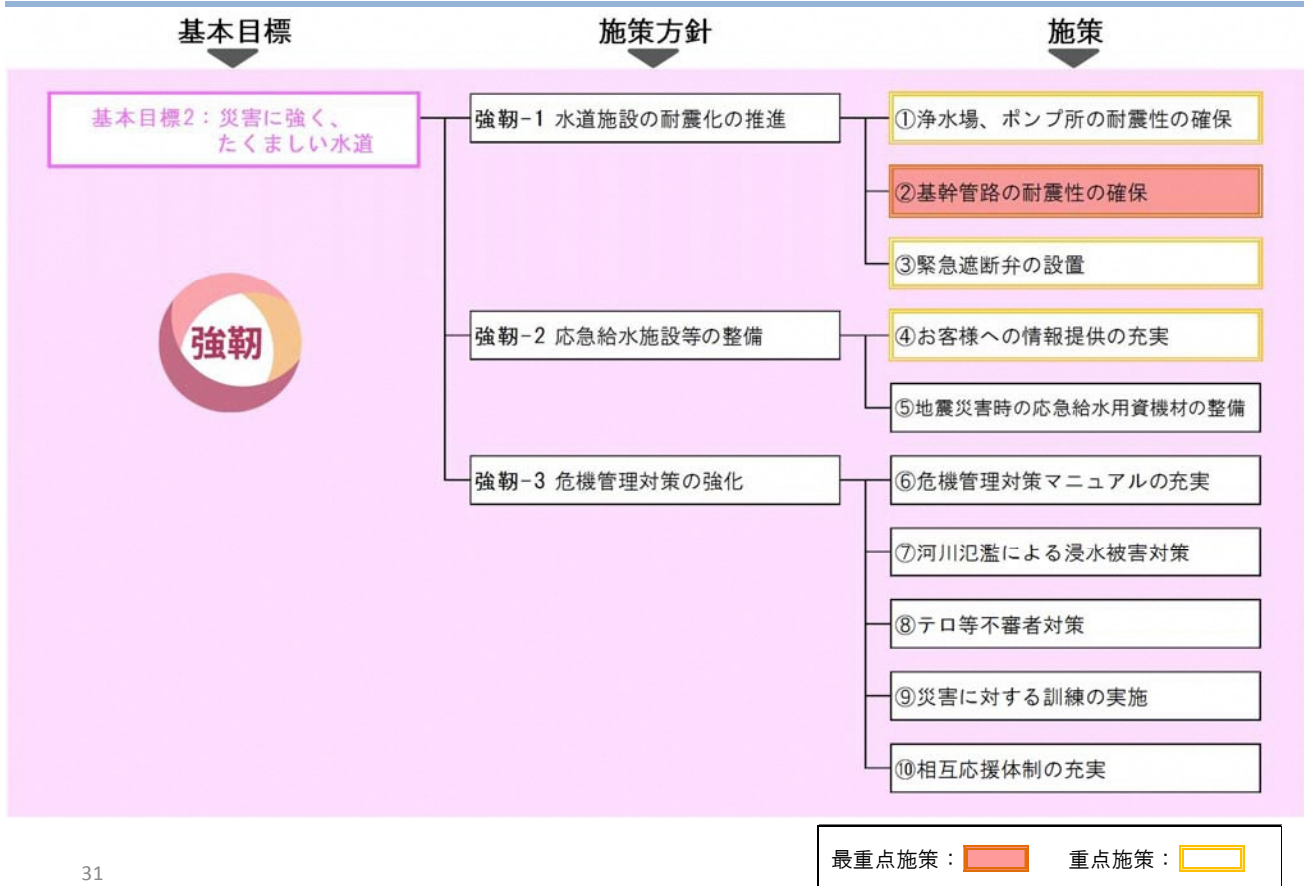 基本目標
施策方針
施策
基本目標2：災害に強く、
たくましい水道
強靭
強靭-1 水道施設の耐震化の推進
①浄水場、ポンプ所の耐震性の確保
②基幹管路の耐震性の確保
③緊急遮断弁の設置
強靭-2 応急給水施設等の整備
④お客様への情報提供の充実
⑤地震災害時の応急給水用資機材の整備
強靭-3 危機管理対策の強化
⑥危機管理対策マニュアルの充実
⑦河川氾濫による浸水被害対策
⑧テロ等不審者対策
⑨災害に対する訓練の実施
⑩相互応援体制の充実
最重点施策：
重点施策：
31